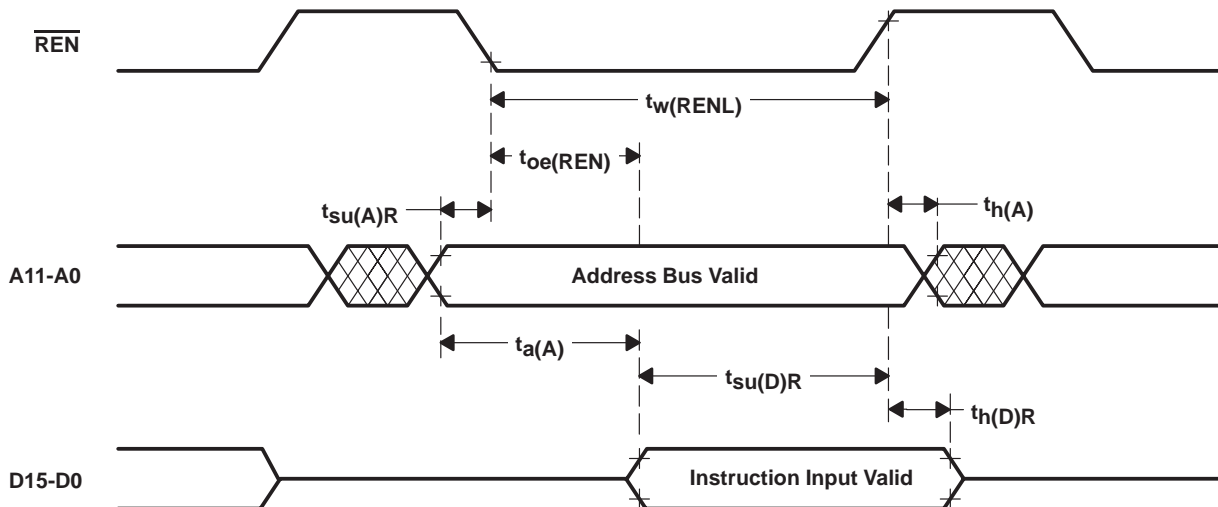 REN
tw(RENL)
toe(REN)
tsu(A)R
th(A)
A11-A0
Address Bus Valid
ta(A)
tsu(D)R
th(D)R
D15-D0
Instruction Input Valid